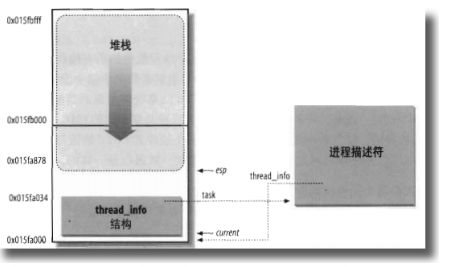 0x015fbfff
堆栈
0x015fb000
进程描述符
0x015fa878
esp
thread_info
task
0x015fa034
thread_info
结构
current
0x015fa000